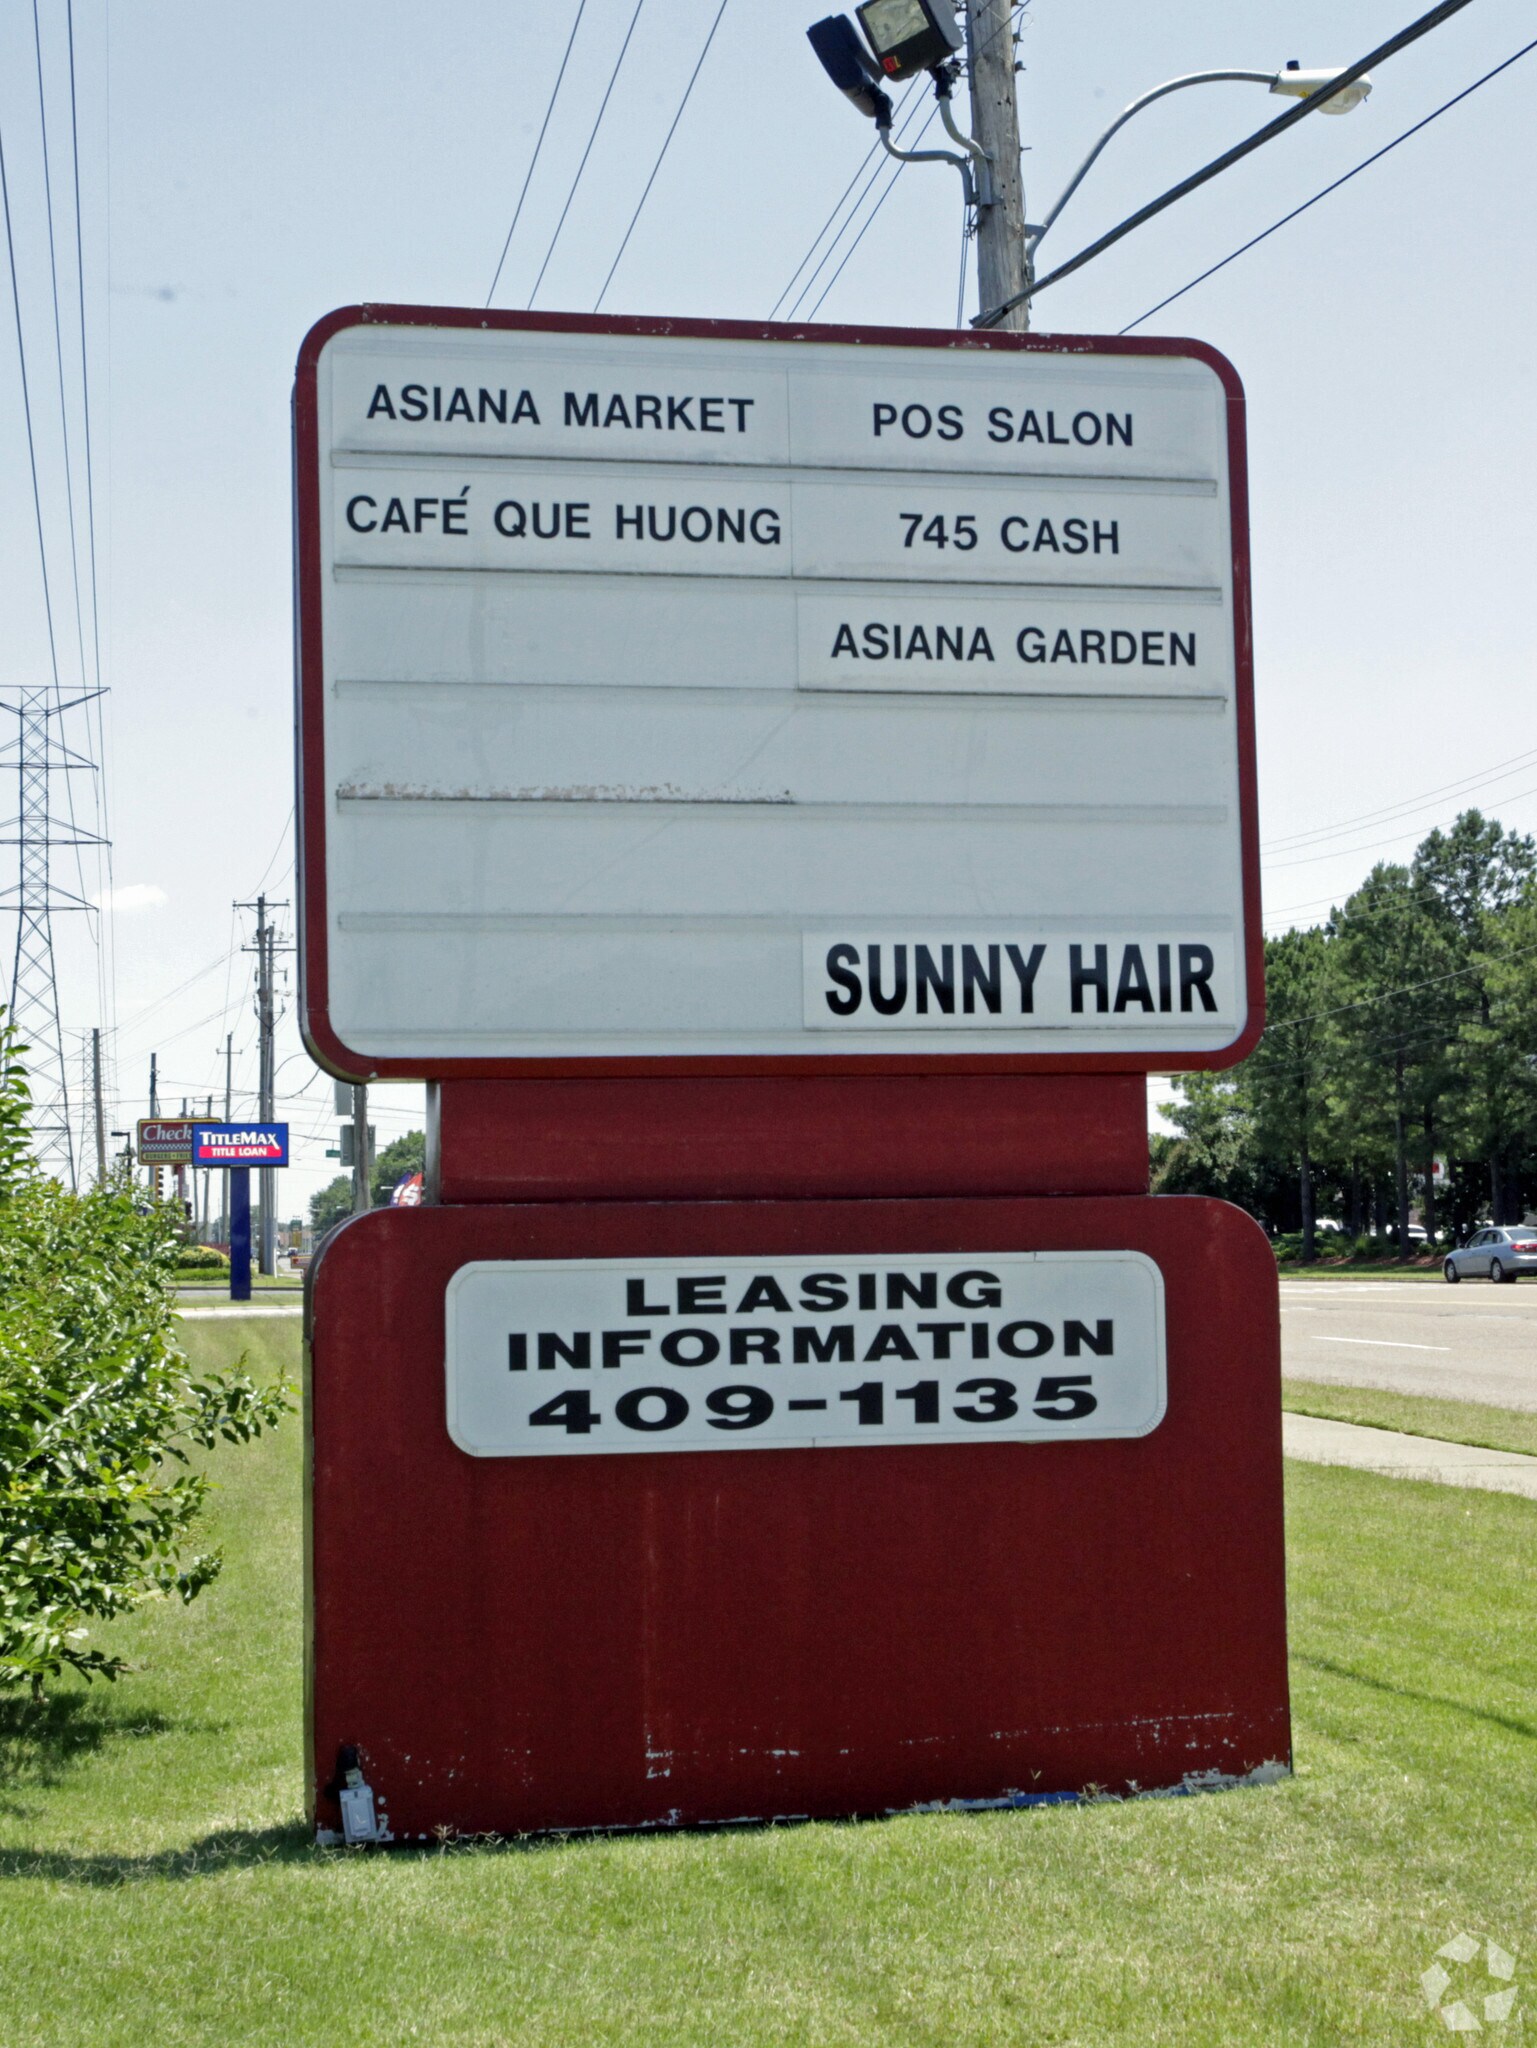 ASIANA MARKET
POS SALON
CAFÉ QUE HUONG
745 CASH
ASIANA GARDEN
SUNNY HAIR
LEASING
INFORMATION
409-1135
Check
TITLEMAX
TITLE LOAN